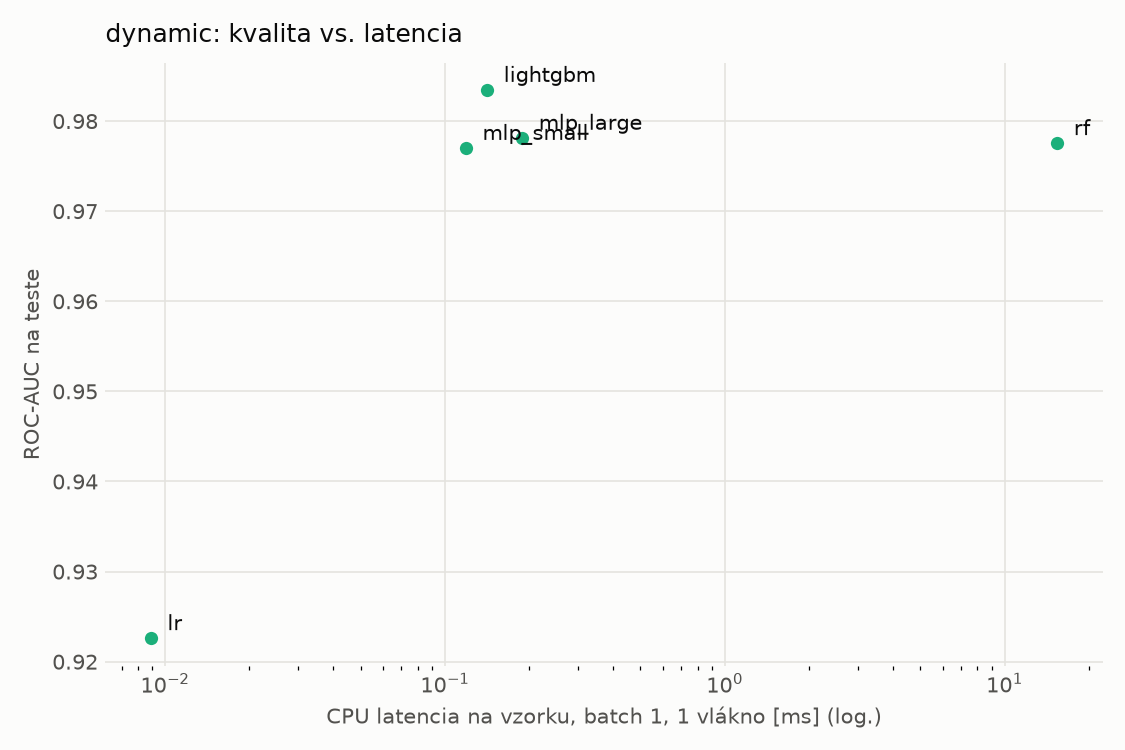 dynamic: kvalita vs. latencia
lightgbm
mlp_large
mlp_small
rf
lr
ROC-AUC na teste
0.98
0.97
0.96
0.95
0.94
0.93
0.92
10⁻²
10⁻¹
10⁰
10¹
CPU latencia na vzorku, batch 1, 1 vlákno [ms] (log.)